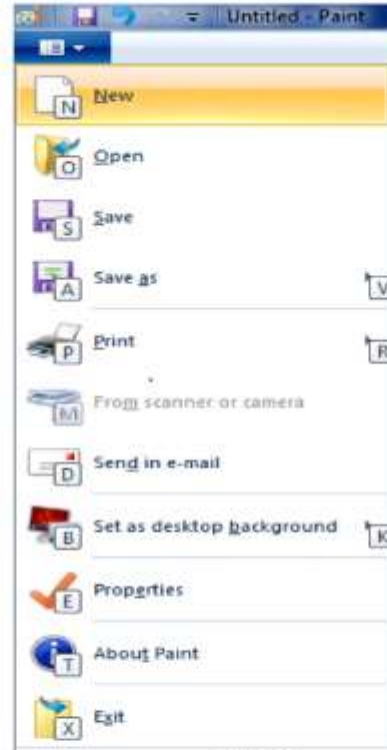 Untitled - Paint
N New
O Open
S Save
A Save as V
P Print R
M From scanner or camera
D Send in e-mail
B Set as desktop background K
E Properties
T About Paint
X Exit